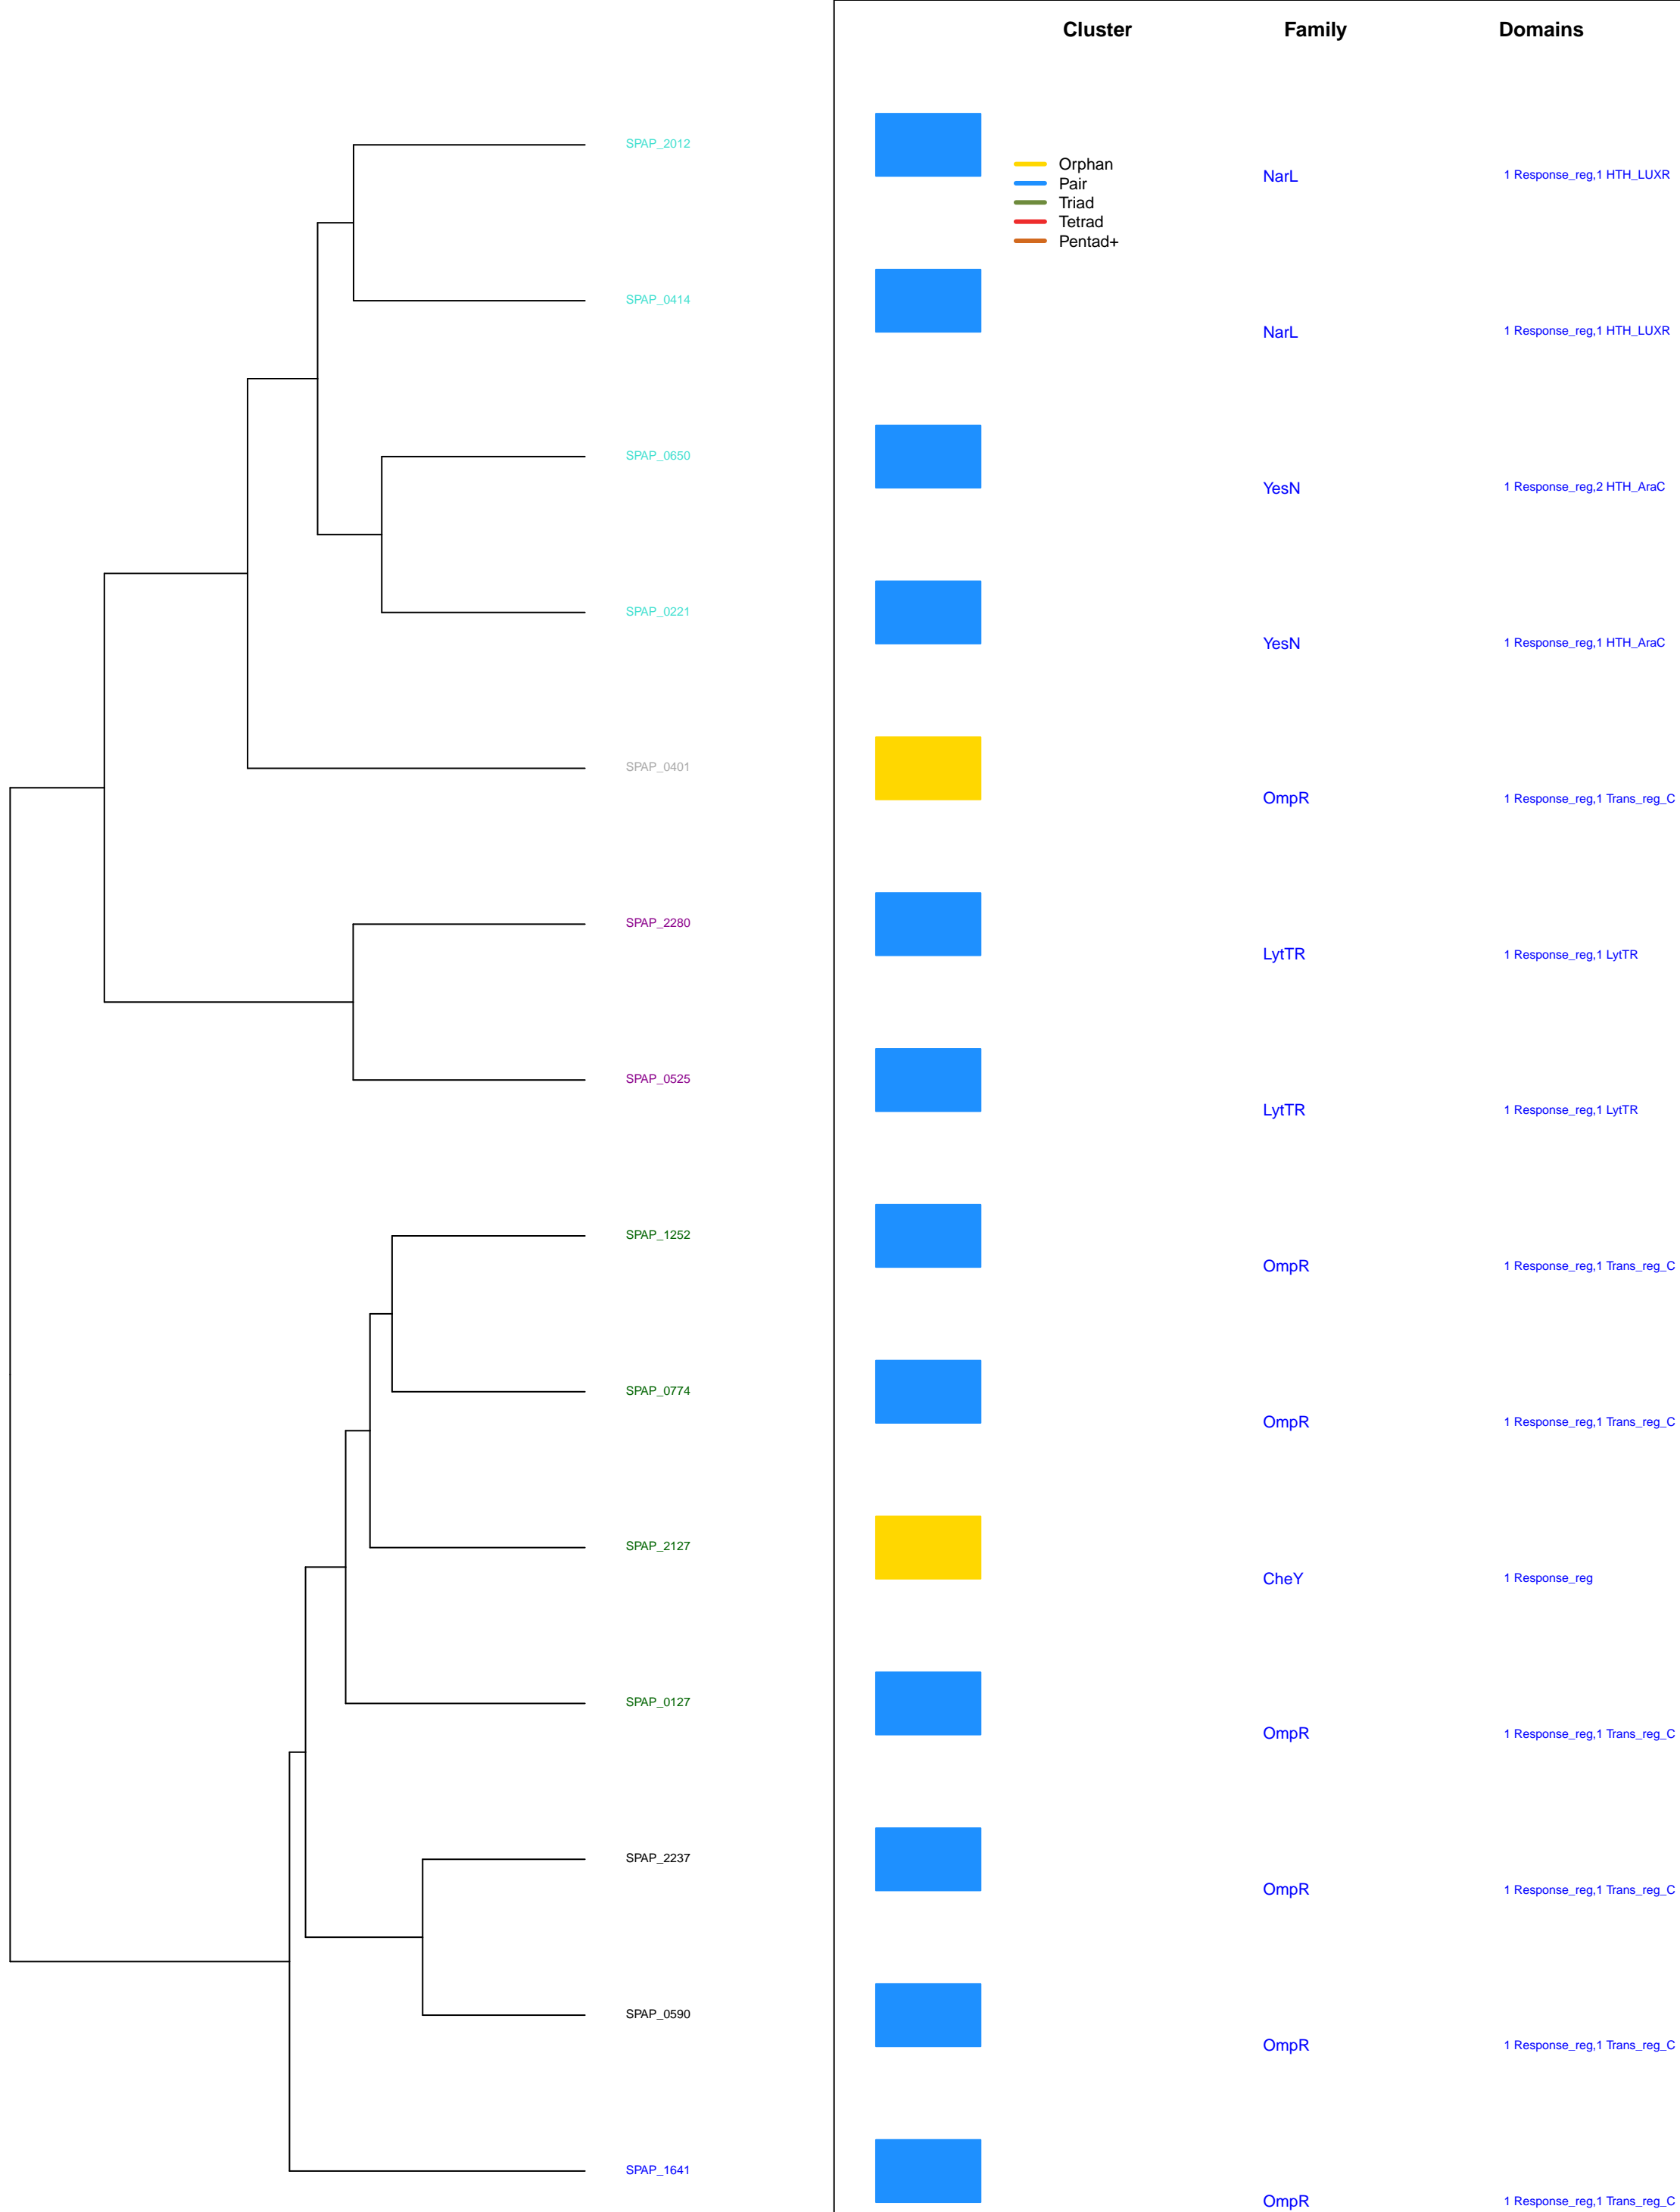 Cluster Family Domains
SPAP_2012
Orphan
Pair
Triad
Tetrad
Pentad+
NarL 1 Response_reg,1 HTH_LUXR
SPAP_0414
NarL 1 Response_reg,1 HTH_LUXR
SPAP_0650
YesN 1 Response_reg,2 HTH_AraC
SPAP_0221
YesN 1 Response_reg,1 HTH_AraC
SPAP_0401
OmpR 1 Response_reg,1 Trans_reg_C
SPAP_2280
LytTR 1 Response_reg,1 LytTR
SPAP_0525
LytTR 1 Response_reg,1 LytTR
SPAP_1252
OmpR 1 Response_reg,1 Trans_reg_C
SPAP_0774
OmpR 1 Response_reg,1 Trans_reg_C
SPAP_2127
CheY 1 Response_reg
SPAP_0127
OmpR 1 Response_reg,1 Trans_reg_C
SPAP_2237
OmpR 1 Response_reg,1 Trans_reg_C
SPAP_0590
OmpR 1 Response_reg,1 Trans_reg_C
SPAP_1641
OmpR 1 Response_reg,1 Trans_reg_C